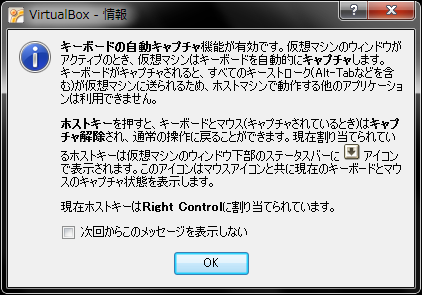 VirtualBox - 情報
キーボードの自動キャプチャ機能が有効です。仮想マシンのウィンドウが
アクティブのとき、仮想マシンはキーボードを自動的にキャプチャします。
キーボードがキャプチャされると、すべてのキーストローク(Alt-Tabなどを含
む)が仮想マシンに送られるため、ホストマシンで動作する他のアプリケーショ
ンは利用できません。
ホストキーを押すと、キーボードとマウス(キャプチャされているとき)はキャプ
チャ解除され、通常の操作に戻ることができます。現在割り当てられてい
るホストキーは仮想マシンのウィンドウ下部のステータスバーに アイコン
で表示されます。このアイコンはマウスアイコンと共に現在のキーボードとマ
ウスのキャプチャ状態を表示します。
現在ホストキーはRight Controlに割り当てられています。
次回からこのメッセージを表示しない
OK